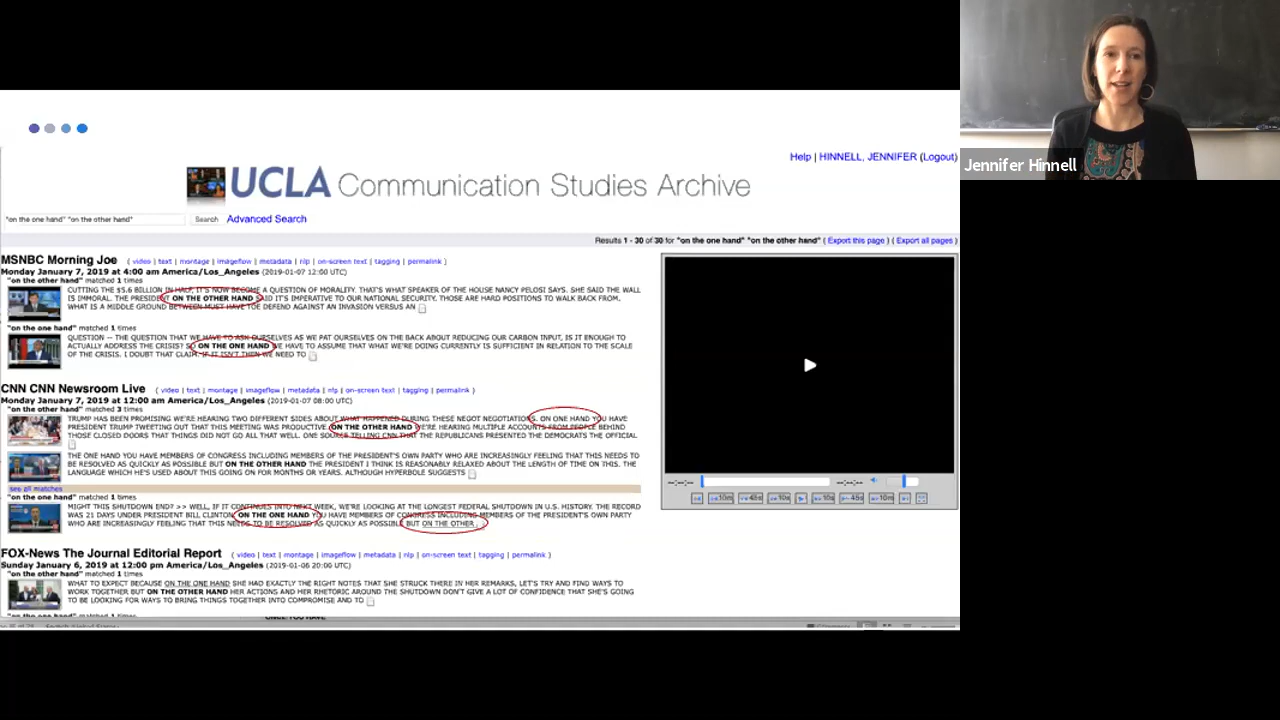 Jennifer Hinnell
Help | HINNELL, JENNIFER (Logout)
UCLA Communication Studies Archive
"on the one hand" "on the other hand" Search Advanced Search
Results 1 - 30 of 30 for "on the one hand" "on the other hand" ( Export this page ) ( Export all pages )
MSNBC Morning Joe ( video | text | montage | imageflow | metadata | nlp | on-screen text | tagging | permalink )
Monday January 7, 2019 at 4:00 am America/Los_Angeles (2019-01-07 12:00 UTC)
"on the other hand" matched 1 times
CUTTING THE $5.6 BILLION IN HALF, IT'S NOW BECOME A QUESTION OF MORALITY. THAT'S WHAT SPEAKER OF THE HOUSE NANCY PELOSI SAYS. SHE SAID THE WALL
IS IMMORAL. THE PRESIDENT ON THE OTHER HAND SAID IT'S IMPERATIVE TO OUR NATIONAL SECURITY. THOSE ARE HARD POSITIONS TO WALK BACK FROM.
WHAT IS A MIDDLE GROUND BETWEEN MUST HAVE TOE DEFEND AGAINST AN INVASION VERSUS AN
"on the one hand" matched 1 times
QUESTION -- THE QUESTION THAT WE HAVE TO ASK OURSELVES AS WE PAT OURSELVES ON THE BACK ABOUT REDUCING OUR CARBON INPUT, IS IT ENOUGH TO
ACTUALLY ADDRESS THE CRISIS? SO ON THE ONE HAND WE HAVE TO ASSUME THAT WHAT WE'RE DOING CURRENTLY IS SUFFICIENT IN RELATION TO THE SCALE
OF THE CRISIS. I DOUBT THAT CLAIM. IF IT ISN'T THEN WE NEED TO
CNN CNN Newsroom Live ( video | text | montage | imageflow | metadata | nlp | on-screen text | tagging | permalink )
Monday January 7, 2019 at 12:00 am America/Los_Angeles (2019-01-07 08:00 UTC)
"on the other hand" matched 3 times
TRUMP HAS BEEN PROMISING WE'RE HEARING TWO DIFFERENT SIDES ABOUT WHAT HAPPENED DURING THESE NEGOT NEGOTIATIONS. ON ONE HAND YOU HAVE
PRESIDENT TRUMP TWEETING OUT THAT THIS MEETING WAS PRODUCTIVE ON THE OTHER HAND WE'RE HEARING MULTIPLE ACCOUNTS FROM PEOPLE BEHIND
THOSE CLOSED DOORS THAT THINGS DID NOT GO ALL THAT WELL. ONE SOURCE TELLING CNN THAT THE REPUBLICANS PRESENTED THE DEMOCRATS THE OFFICIAL
THE ONE HAND YOU HAVE MEMBERS OF CONGRESS INCLUDING MEMBERS OF THE PRESIDENT'S OWN PARTY WHO ARE INCREASINGLY FEELING THAT THIS NEEDS TO
BE RESOLVED AS QUICKLY AS POSSIBLE BUT ON THE OTHER HAND THE PRESIDENT I THINK IS REASONABLY RELAXED ABOUT THE LENGTH OF TIME ON THIS. THE
LANGUAGE WHICH HE'S USED ABOUT THIS GOING ON FOR MONTHS OR YEARS. ALTHOUGH HYPERBOLE SUGGESTS
see all matches
"on the one hand" matched 1 times
MIGHT THIS SHUTDOWN END? >> WELL, IF IT CONTINUES INTO NEXT WEEK, WE'RE LOOKING AT THE LONGEST FEDERAL SHUTDOWN IN U.S. HISTORY. THE RECORD
WAS 21 DAYS UNDER PRESIDENT BILL CLINTON. ON THE ONE HAND YOU HAVE MEMBERS OF CONGRESS INCLUDING MEMBERS OF THE PRESIDENT'S OWN PARTY
WHO ARE INCREASINGLY FEELING THAT THIS NEEDS TO BE RESOLVED AS QUICKLY AS POSSIBLE BUT ON THE OTHER
FOX-News The Journal Editorial Report ( video | text | montage | imageflow | metadata | nlp | on-screen text | tagging | permalink )
Sunday January 6, 2019 at 12:00 pm America/Los_Angeles (2019-01-06 20:00 UTC)
"on the other hand" matched 1 times
WHAT TO EXPECT BECAUSE ON THE ONE HAND SHE HAD EXACTLY THE RIGHT NOTES THAT SHE STRUCK THERE IN HER REMARKS, LET'S TRY AND FIND WAYS TO
WORK TOGETHER BUT ON THE OTHER HAND HER ACTIONS AND HER RHETORIC AROUND THE SHUTDOWN DON'T GIVE A LOT OF CONFIDENCE THAT SHE'S GOING
TO BE LOOKING FOR WAYS TO BRING THINGS TOGETHER INTO COMPROMISE AND TO
"on the one hand" matched 1 times